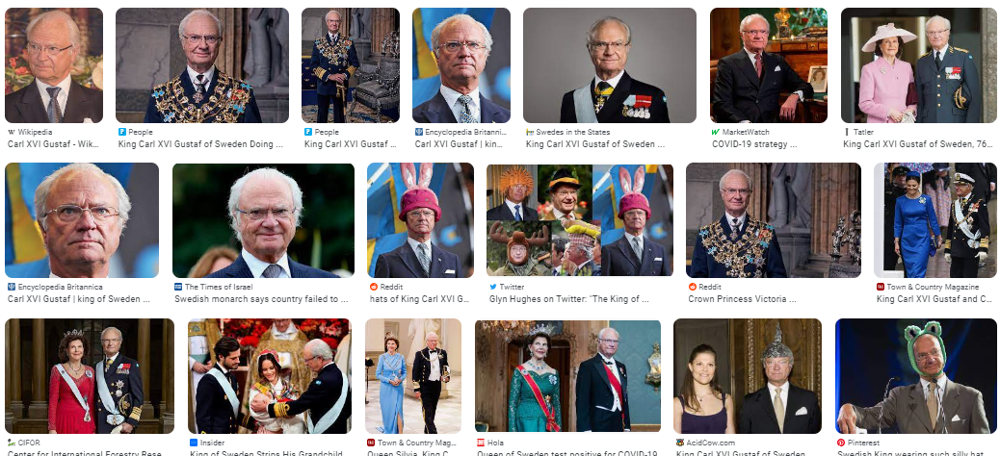 Wikipedia
Carl XVI Gustaf - Wik...
People
King Carl XVI Gustaf of Sweden Doing ...
People
King Carl XVI Gustaf ...
Encyclopedia Britanni...
Carl XVI Gustaf | kin...
Swedes in the States
King Carl XVI Gustaf of Sweden ...
MarketWatch
COVID-19 strategy ...
Tatler
King Carl XVI Gustaf of Sweden, 76...
Encyclopedia Britannica
Carl XVI Gustaf | king of Sweden ...
The Times of Israel
Swedish monarch says country failed to ...
Reddit
hats of King Carl XVI G...
Twitter
Glyn Hughes on Twitter: "The King of ...
Reddit
Crown Princess Victoria ...
Town & Country Magazine
King Carl XVI Gustaf and C...
CIFOR
Center for International Forestry Rese...
Insider
King of Sweden Strips His Grandchild...
Town & Country Mag...
Queen Silvia, King C...
Hola
Queen of Sweden test positive for COVID-19
AcidCow.com
King Carl XVI Gustaf of Sweden
Pinterest
Swedish King wearing such silly hat